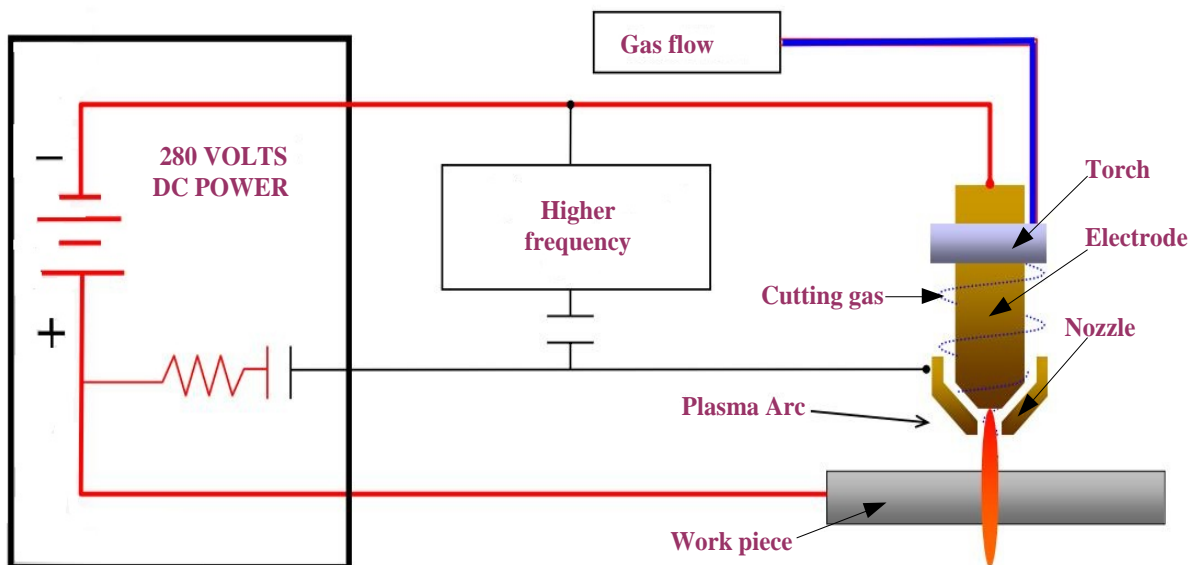 Gas flow
280 VOLTS
DC POWER
−
+
Higher
frequency
Torch
Electrode
Cutting gas
Nozzle
Plasma Arc
Work piece